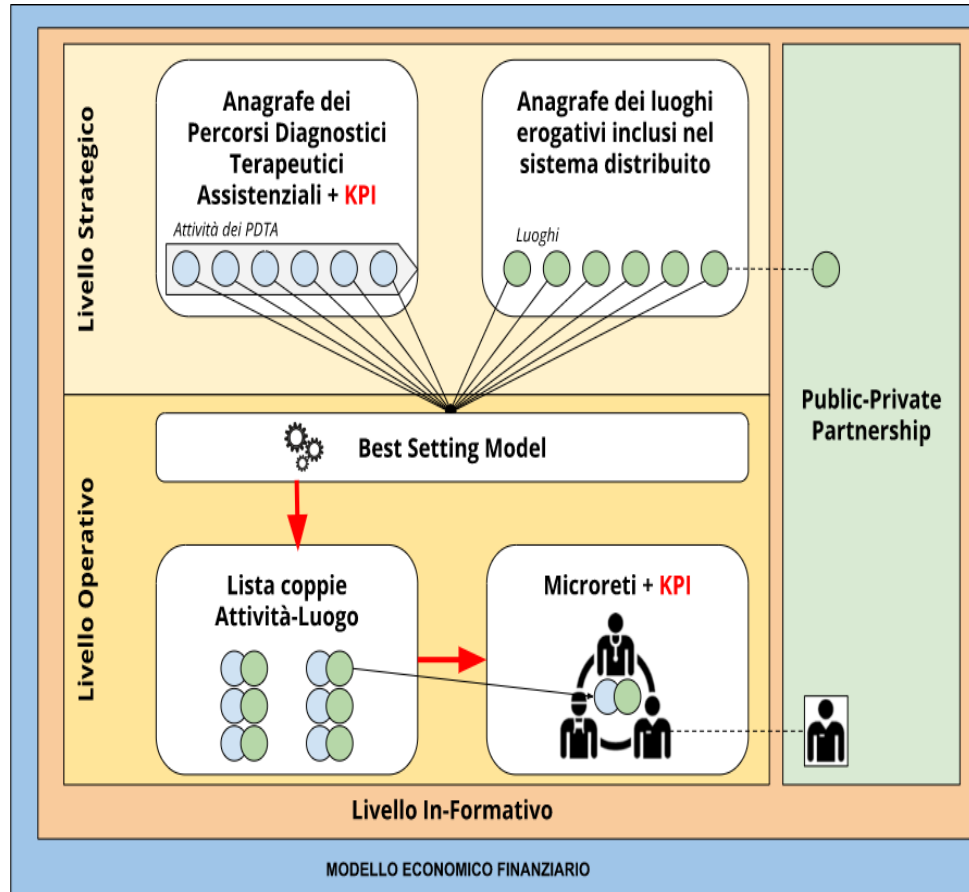 Livello Strategico
Anagrafe dei
Percorsi Diagnostici
Terapeutici
Assistenziali + KPI
Attività dei PDTA
Anagrafe dei luoghi
erogativi inclusi nel
sistema distribuito
Luoghi
Public-Private
Partnership
Livello Operativo
Best Setting Model
Lista coppie
Attività-Luogo
Microreti + KPI
Livello In-Formativo
MODELLO ECONOMICO FINANZIARIO